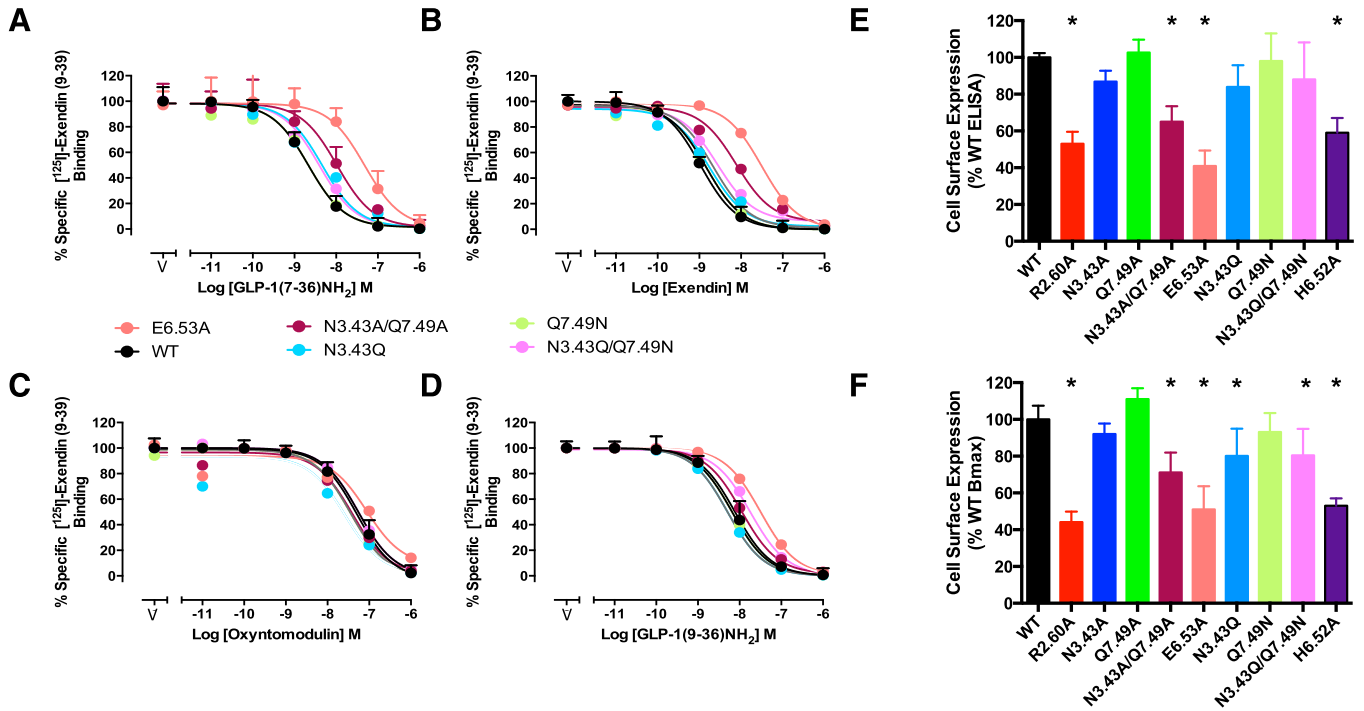 A
% Specific [125I]-Exendin (9-39)
Binding
120
100
80
60
40
20
0
V
-11
-10
-9
-8
-7
-6
Log [GLP-1(7-36)NH2] M
B
% Specific [125I]-Exendin (9-39)
Binding
120
100
80
60
40
20
0
V
-11
-10
-9
-8
-7
-6
Log [Exendin] M
E6.53A
WT
N3.43A/Q7.49A
N3.43Q
Q7.49N
N3.43Q/Q7.49N
C
% Specific [125I]-Exendin (9-39)
Binding
120
100
80
60
40
20
0
V
-11
-10
-9
-8
-7
-6
Log [Oxyntomodulin] M
D
% Specific [125I]-Exendin (9-39)
Binding
120
100
80
60
40
20
0
V
-11
-10
-9
-8
-7
-6
Log [GLP-1(9-36)NH2] M
E
Cell Surface Expression
(% WT ELISA)
120
100
80
60
40
20
0
* * * *
WT
R2.60A
N3.43A
Q7.49A
N3.43A/Q7.49A
E6.53A
N3.43Q
Q7.49N
N3.43Q/Q7.49N
H6.52A
F
Cell Surface Expression
(% WT Bmax)
120
100
80
60
40
20
0
* * * * * *
WT
R2.60A
N3.43A
Q7.49A
N3.43A/Q7.49A
E6.53A
N3.43Q
Q7.49N
N3.43Q/Q7.49N
H6.52A